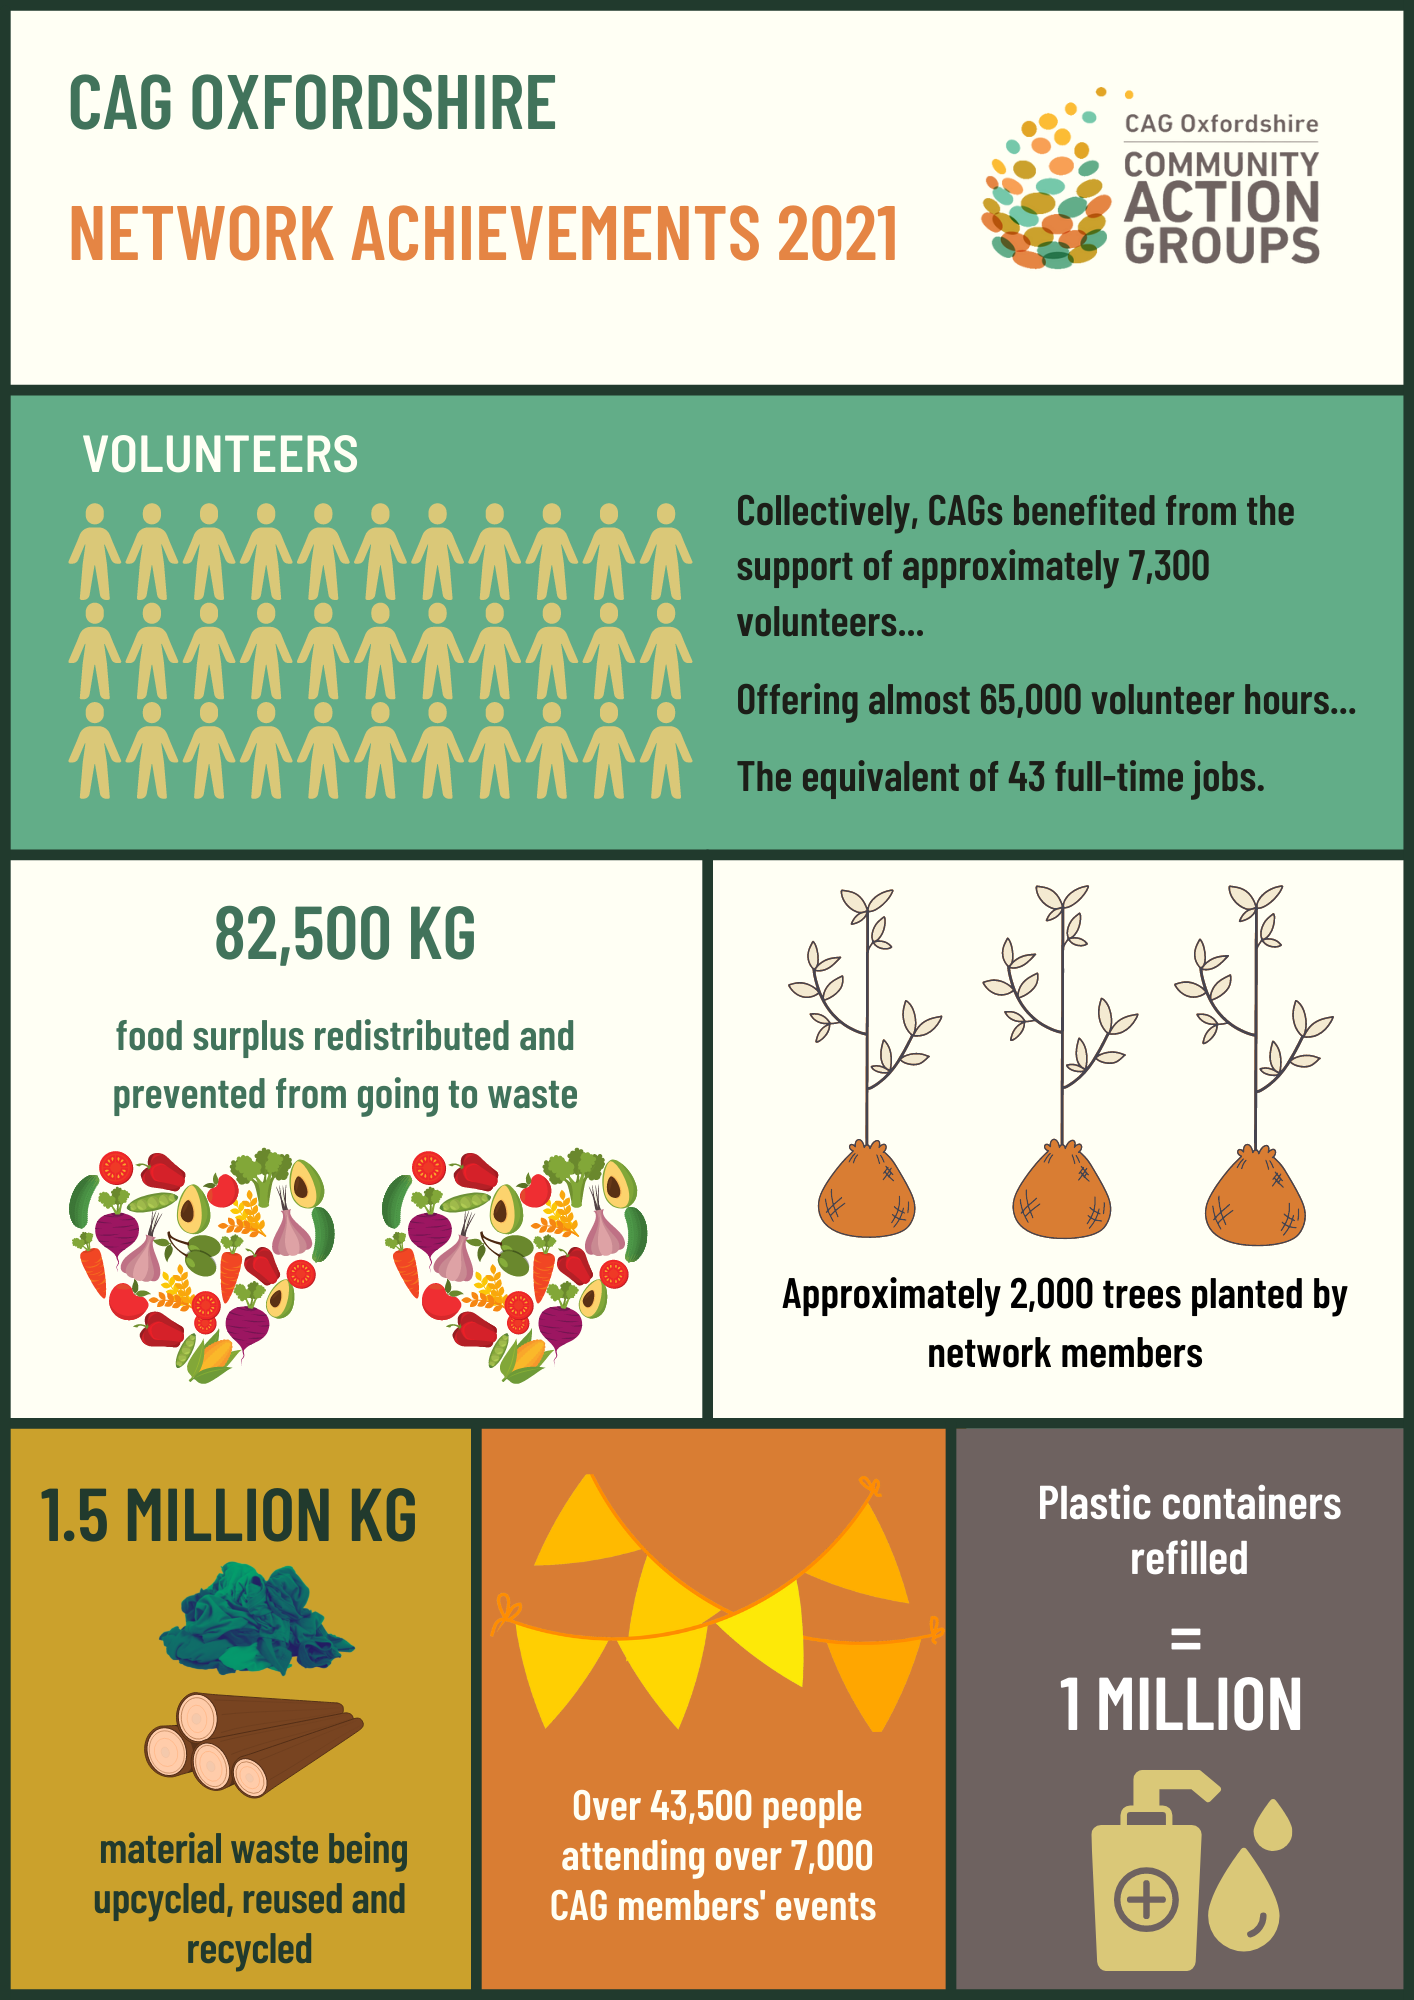 CAG OXFORDSHIRE
NETWORK ACHIEVEMENTS 2021
CAG Oxfordshire
COMMUNITY
ACTION
GROUPS
VOLUNTEERS
Collectively, CAGs benefited from the
support of approximately 7,300
volunteers...
Offering almost 65,000 volunteer hours...
The equivalent of 43 full-time jobs.
82,500 KG
food surplus redistributed and
prevented from going to waste
Approximately 2,000 trees planted by
network members
1.5 MILLION KG
material waste being
upcycled, reused and
recycled
Over 43,500 people
attending over 7,000
CAG members' events
Plastic containers
refilled
=
1 MILLION